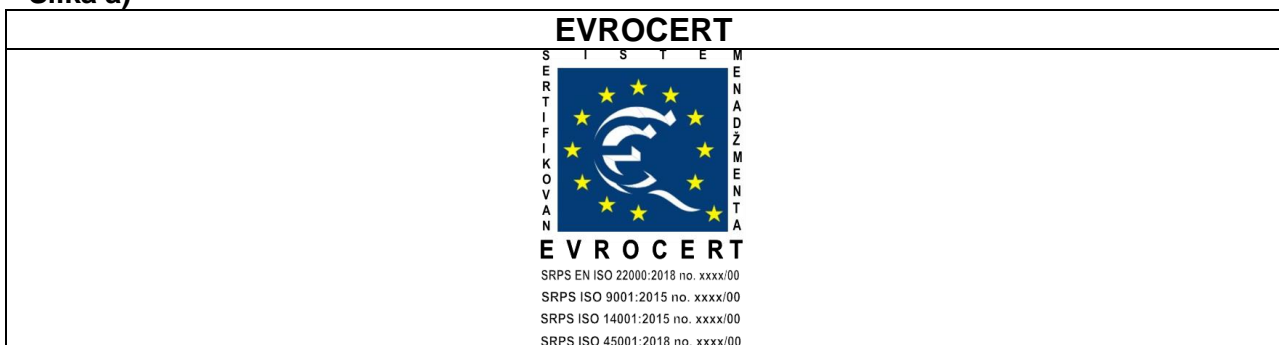 Slika a)
EVROCERT
SERTIFIKOVAN
SISTEM
MENADŽMENTA
EVROCERT
SRPS EN ISO 22000:2018 no. xxxx/00
SRPS ISO 9001:2015 no. xxxx/00
SRPS ISO 14001:2015 no. xxxx/00
SRPS ISO 45001:2018 no. xxxx/00